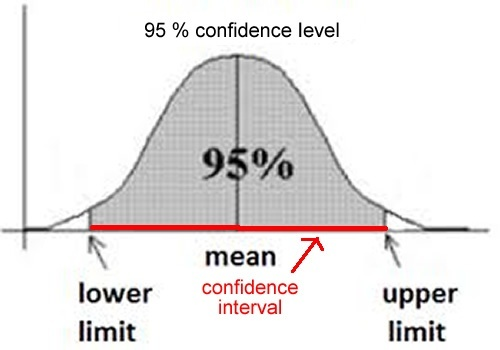 95 % confidence level
95%
mean
confidence
interval
lower
limit
upper
limit